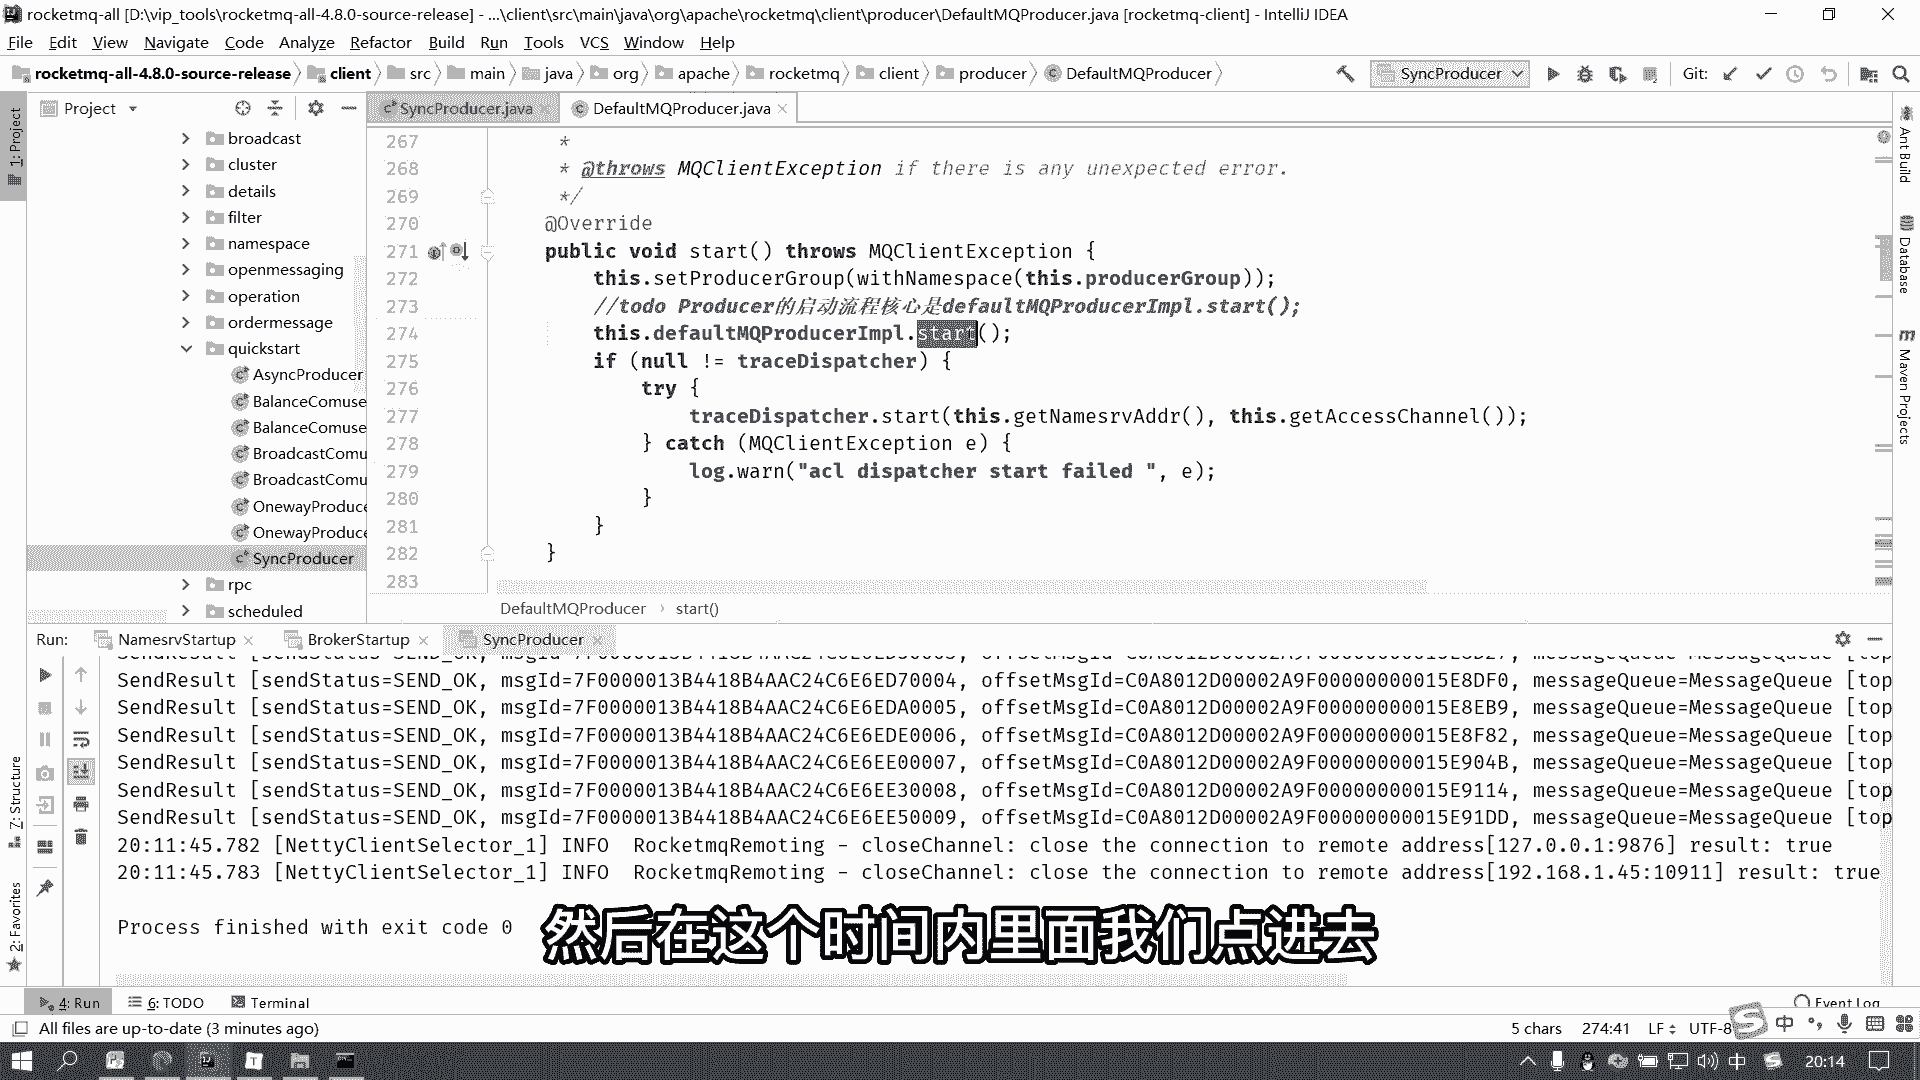 rocketmq-all [D:\vip_tools\rocketmq-all-4.8.0-source-release] - ...\client\src\main\java\org\apache\rocketmq\client\producer\DefaultMQProducer.java [rocketmq-client] - IntelliJ IDEA
File Edit View Navigate Code Analyze Refactor Build Run Tools VCS Window Help
rocketmq-all-4.8.0-source-release client src main java org apache rocketmq client producer DefaultMQProducer SyncProducer Git:
1: Project
Project
SyncProducer.java DefaultMQProducer.java
broadcast
cluster
details
filter
namespace
openmessaging
operation
ordermessage
quickstart
AsyncProducer
BalanceComuse
BalanceComuse
BroadcastComu
BroadcastComu
OnewayProduce
OnewayProduce
SyncProducer
rpc
scheduled
267 *
268 * @throws MQClientException if there is any unexpected error.
269 */
270 @Override
271 public void start() throws MQClientException {
272 this.setProducerGroup(withNamespace(this.producerGroup));
273 //todo Producer的启动流程核心是defaultMQProducerImpl.start();
274 this.defaultMQProducerImpl.start();
275 if (null != traceDispatcher) {
276 try {
277 traceDispatcher.start(this.getNamesrvAddr(), this.getAccessChannel());
278 } catch (MQClientException e) {
279 log.warn("acl dispatcher start failed ", e);
280 }
281 }
282 }
283
DefaultMQProducer › start()
Ant Build
Database
Maven Projects
Run: NamesrvStartup BrokerStartup SyncProducer
SendResult [sendStatus=SEND_OK, msgId=7F0000013B4418B4AAC24C6E6ED70004, offsetMsgId=C0A8012D00002A9F00000000015E8DF0, messageQueue=MessageQueue [top
SendResult [sendStatus=SEND_OK, msgId=7F0000013B4418B4AAC24C6E6EDA0005, offsetMsgId=C0A8012D00002A9F00000000015E8EB9, messageQueue=MessageQueue [top
SendResult [sendStatus=SEND_OK, msgId=7F0000013B4418B4AAC24C6E6EDE0006, offsetMsgId=C0A8012D00002A9F00000000015E8F82, messageQueue=MessageQueue [top
SendResult [sendStatus=SEND_OK, msgId=7F0000013B4418B4AAC24C6E6EE00007, offsetMsgId=C0A8012D00002A9F00000000015E904B, messageQueue=MessageQueue [top
SendResult [sendStatus=SEND_OK, msgId=7F0000013B4418B4AAC24C6E6EE30008, offsetMsgId=C0A8012D00002A9F00000000015E9114, messageQueue=MessageQueue [top
SendResult [sendStatus=SEND_OK, msgId=7F0000013B4418B4AAC24C6E6EE50009, offsetMsgId=C0A8012D00002A9F00000000015E91DD, messageQueue=MessageQueue [top
20:11:45.782 [NettyClientSelector_1] INFO RocketmqRemoting - closeChannel: close the connection to remote address[127.0.0.1:9876] result: true
20:11:45.783 [NettyClientSelector_1] INFO RocketmqRemoting - closeChannel: close the connection to remote address[192.168.1.45:10911] result: true
Process finished with exit code 0
然后在这个时间内里面我们点进去
7: Structure
2: Favorites
4: Run 6: TODO Terminal Event Log
All files are up-to-date (3 minutes ago) 5 chars 274:41 LF UTF-8 中
中 20:14